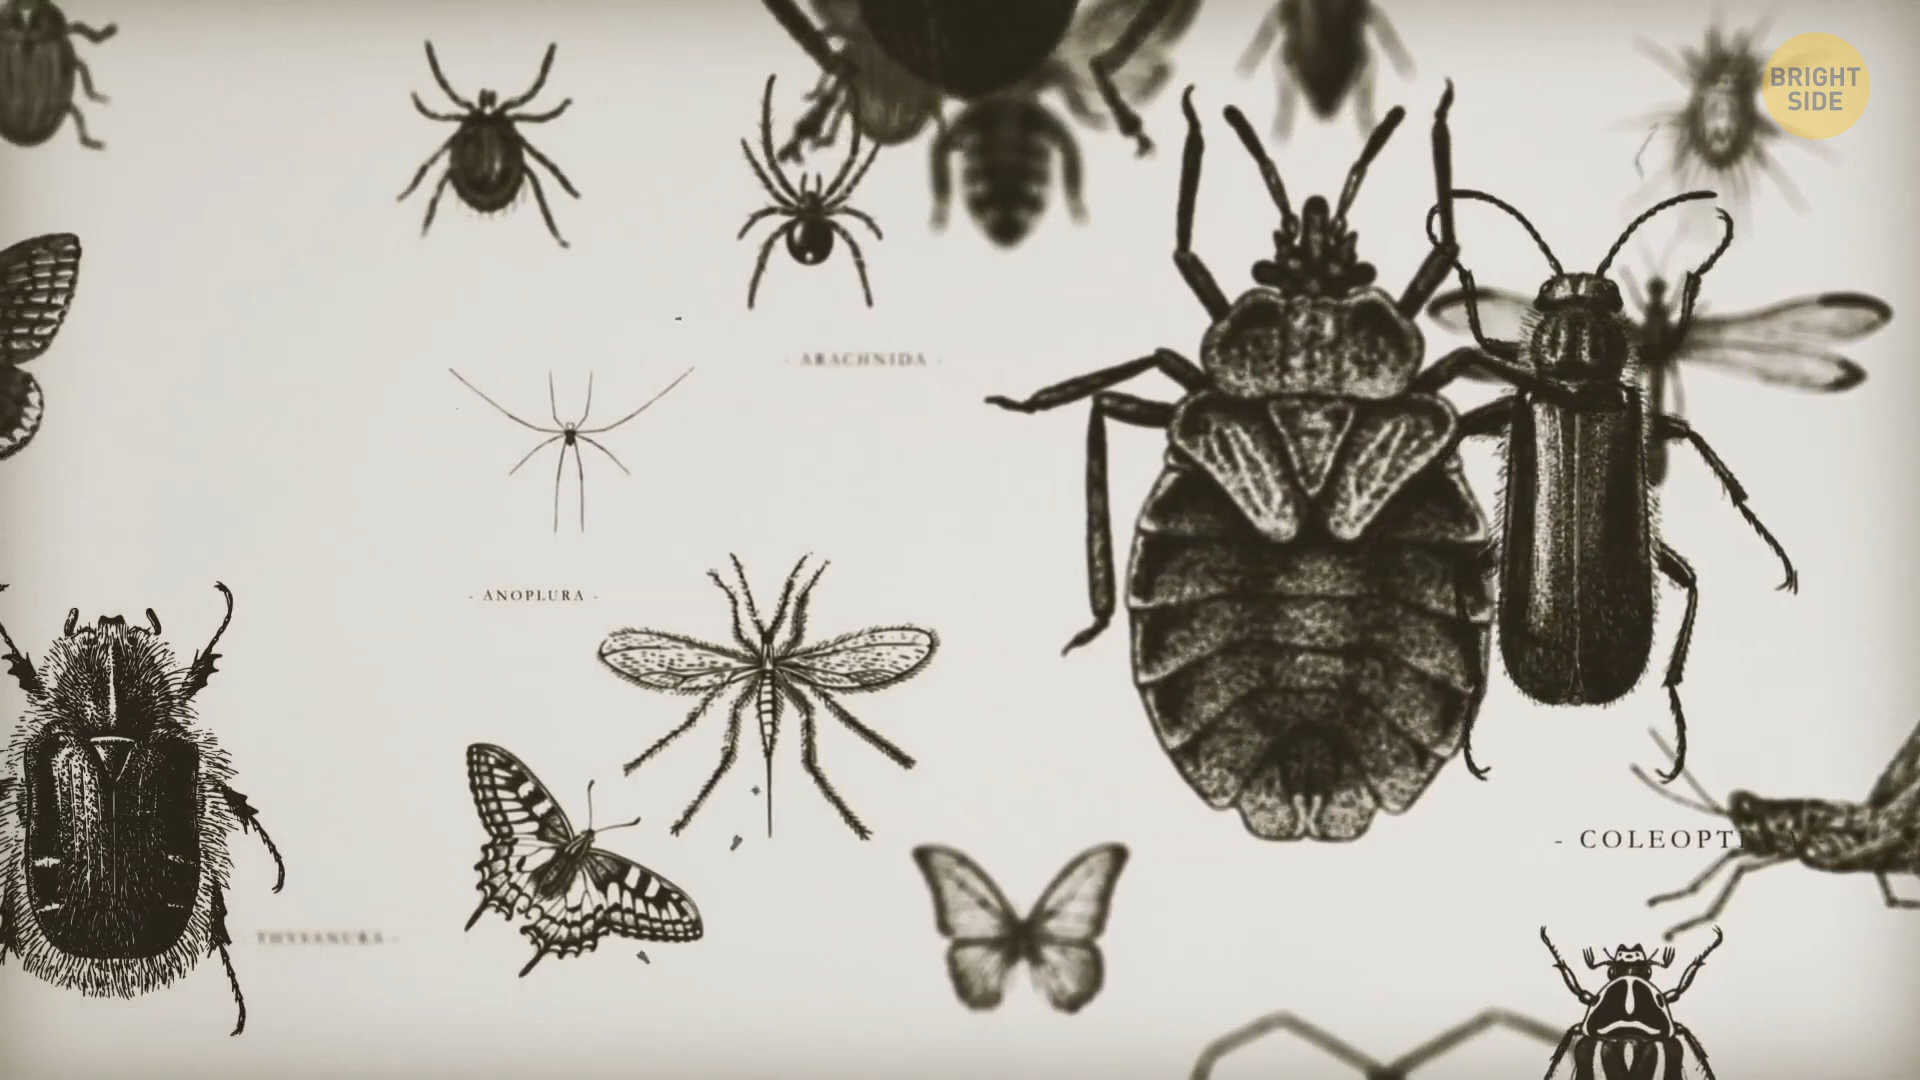 BRIGHT
SIDE
- ARACHNIDA -
- ANOPLURA -
- COLEOPT
- THYSANURA -